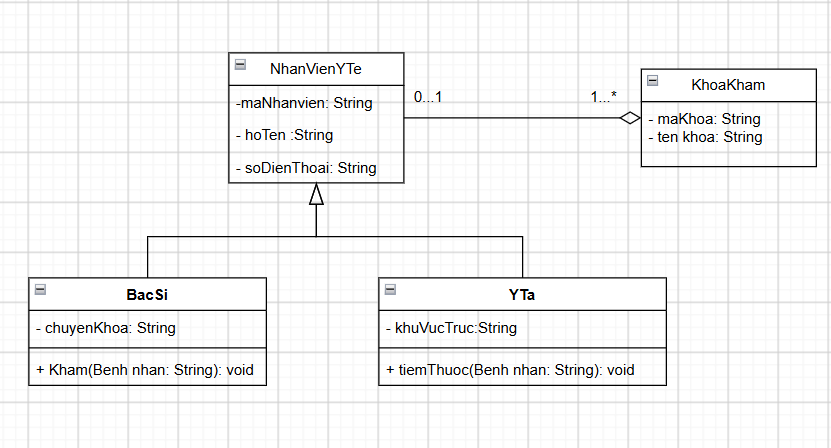 NhanVienYTe
-maNhanvien: String
- hoTen :String
- soDienThoai: String
0...1
1...*
KhoaKham
- maKhoa: String
- ten khoa: String
BacSi
- chuyenKhoa: String
+ Kham(Benh nhan: String): void
YTa
- khuVucTruc:String
+ tiemThuoc(Benh nhan: String): void